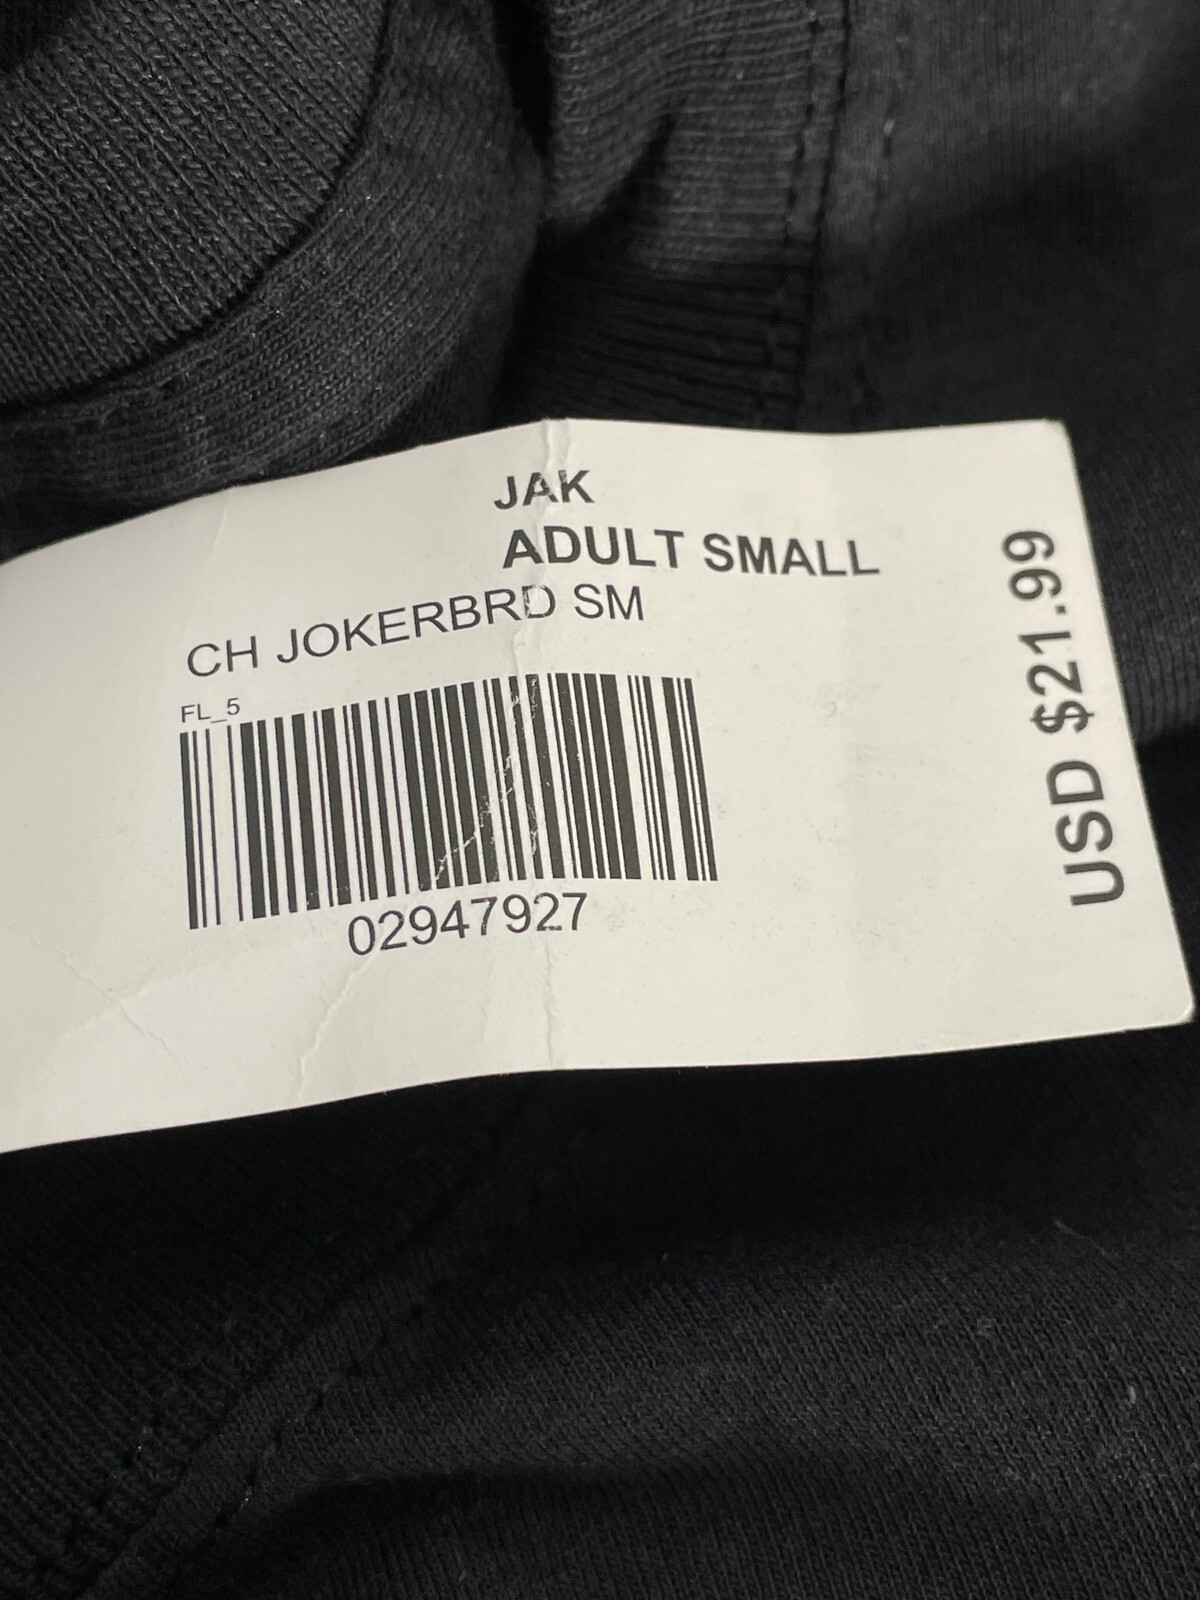 JAK
ADULT SMALL
CH JOKERBRD SM
FL_5
02947927
USD $21.99